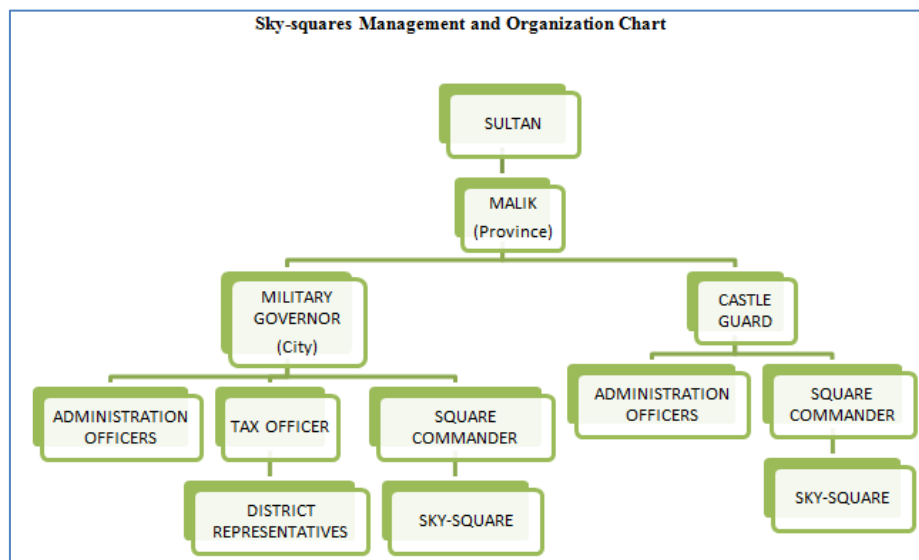 Sky-squares Management and Organization Chart
SULTAN
MALIK
(Province)
MILITARY
GOVERNOR
(City)
CASTLE
GUARD
ADMINISTRATION
OFFICERS
TAX OFFICER
SQUARE
COMMANDER
ADMINISTRATION
OFFICERS
SQUARE
COMMANDER
DISTRICT
REPRESENTATIVES
SKY-SQUARE
SKY-SQUARE